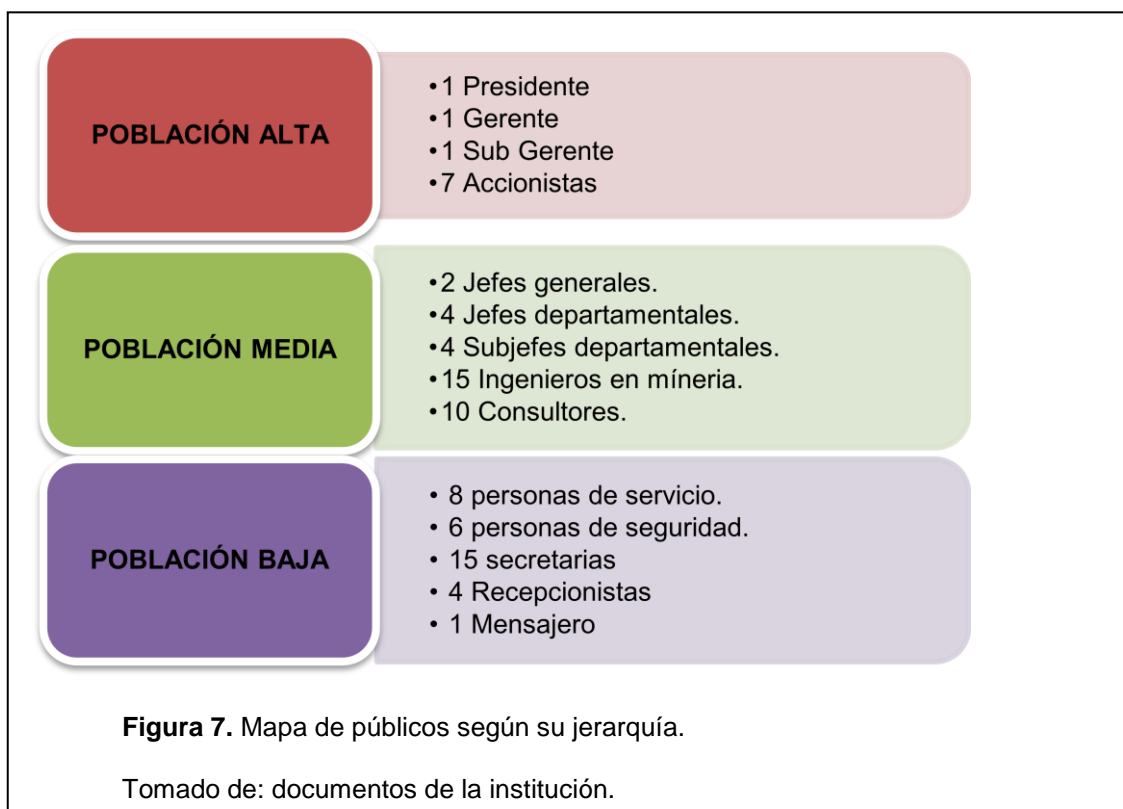 POBLACIÓN ALTA
•1 Presidente
•1 Gerente
•1 Sub Gerente
•7 Accionistas
POBLACIÓN MEDIA
•2 Jefes generales.
•4 Jefes departamentales.
•4 Subjefes departamentales.
•15 Ingenieros en míneria.
•10 Consultores.
POBLACIÓN BAJA
• 8 personas de servicio.
• 6 personas de seguridad.
• 15 secretarias
• 4 Recepcionistas
• 1 Mensajero
Figura 7. Mapa de públicos según su jerarquía.
Tomado de: documentos de la institución.